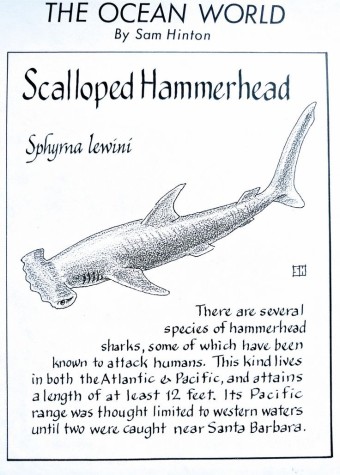 THE OCEAN WORLD
By Sam Hinton
Scalloped Hammerhead
Sphyrna lewini
SH
There are several
species of hammerhead
sharks, some of which have been
known to attack humans. This kind lives
in both the Atlantic & Pacific, and attains
a length of at least 12 feet. Its Pacific
range was thought limited to western waters
until two were caught near Santa Barbara.